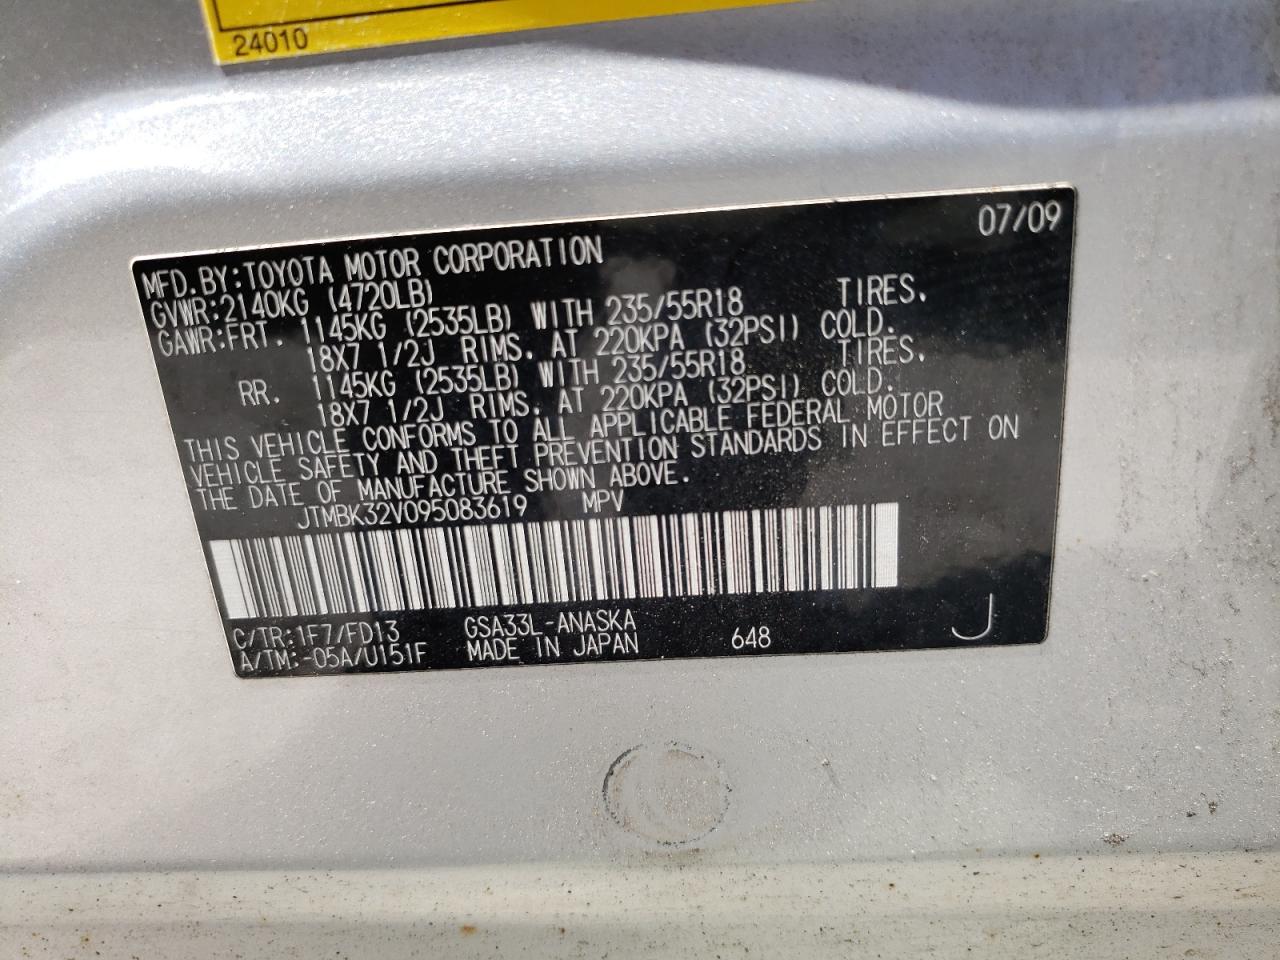 24010
07/09
MFD.BY:TOYOTA MOTOR CORPORATION
GVWR:2140KG (4720LB)
GAWR:FRT. 1145KG (2535LB) WITH 235/55R18 TIRES.
18X7 1/2J RIMS. AT 220KPA (32PSI) COLD.
RR. 1145KG (2535LB) WITH 235/55R18 TIRES.
18X7 1/2J RIMS. AT 220KPA (32PSI) COLD.
THIS VEHICLE CONFORMS TO ALL APPLICABLE FEDERAL MOTOR
VEHICLE SAFETY AND THEFT PREVENTION STANDARDS IN EFFECT ON
THE DATE OF MANUFACTURE SHOWN ABOVE.
JTMBK32V095083619 MPV
C/TR:1F7/FD13 GSA33L-ANASKA
A/TM:-05A/U151F MADE IN JAPAN 648 J